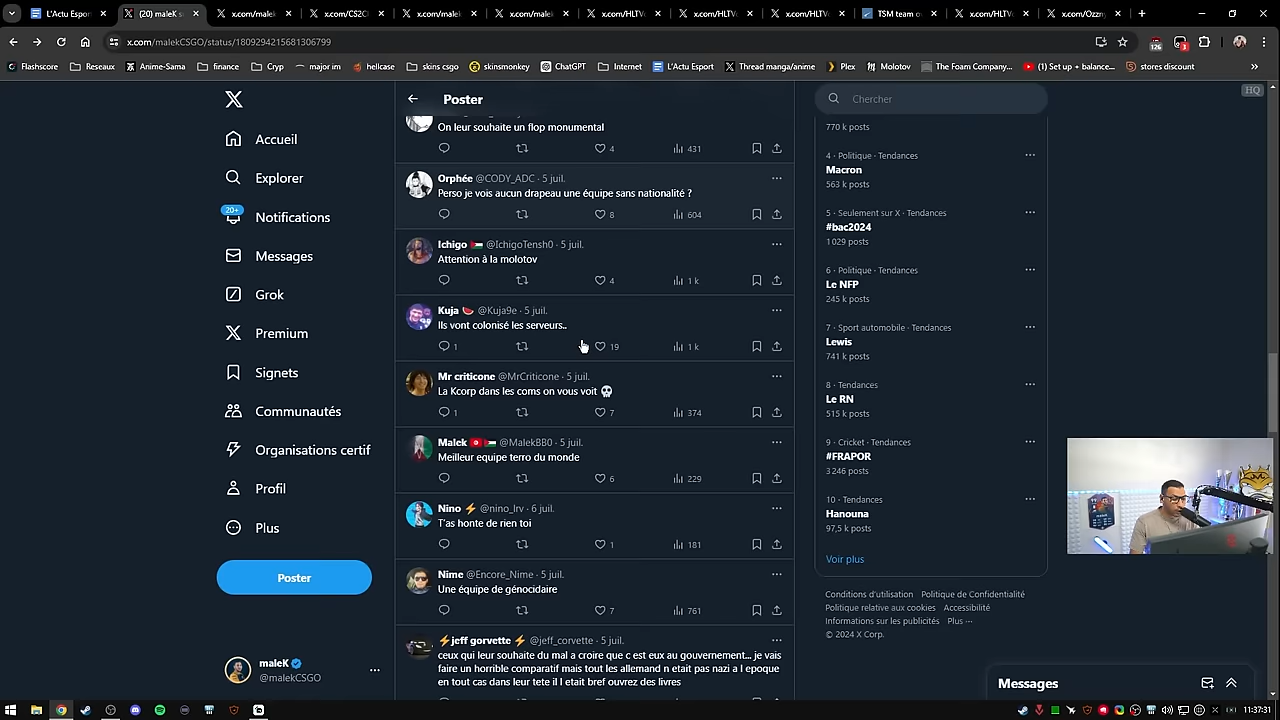 L'Actu Espor
(20) maleK s
x.com/malek
x.com/CS2C
x.com/malek
x.com/malek
x.com/HLTV
x.com/HLTV
x.com/HLTV
TSM team o
x.com/HLTV
x.com/Ozzn
x.com/malekCSGO/status/1809294215681306799
Flashscore
Reseaux
Anime-Sama
finance
Cryp
major im
hellcase
skins csgo
skinsmonkey
ChatGPT
Internet
L'Actu Esport
Thread manga/anime
Plex
Molotov
The Foam Company...
(1) Set up + balance...
stores discount
Accueil
Explorer
20+
Notifications
Messages
Grok
Premium
Signets
Communautés
Organisations certif
Profil
Plus
Poster
maleK
@malekCSGO
Poster
On leur souhaite un flop monumental
4
431
Orphée @CODY_ADC · 5 juil.
Perso je vois aucun drapeau une équipe sans nationalité ?
8
604
Ichigo @IchigoTensh0 · 5 juil.
Attention à la molotov
4
1 k
Kuja @Kuja9e · 5 juil.
Ils vont colonisé les serveurs..
1
19
1 k
Mr criticone @MrCriticone · 5 juil.
La Kcorp dans les coms on vous voit
1
7
374
Malek @MalekBB0 · 5 juil.
Meilleur equipe terro du monde
6
229
Nino @nino_lrv · 6 juil.
T'as honte de rien toi
1
181
Nime @Encore_Nime · 5 juil.
Une équipe de génocidaire
7
761
jeff gorvette @jeff_corvette · 5 juil.
ceux qui leur souhaite du mal a croire que c est eux au gouvernement... je vais
faire un horrible comparatif mais tout les allemand n etait pas nazi a l epoque
en tout cas dans leur tete il l etait bref ouvrez des livres
Chercher
HQ
770 k posts
4 · Politique · Tendances
Macron
563 k posts
5 · Seulement sur X · Tendances
#bac2024
1 029 posts
6 · Politique · Tendances
Le NFP
245 k posts
7 · Sport automobile · Tendances
Lewis
741 k posts
8 · Tendances
Le RN
515 k posts
9 · Cricket · Tendances
#FRAPOR
3 246 posts
10 · Tendances
Hanouna
97,5 k posts
Voir plus
Conditions d'utilisation Politique de Confidentialité
Politique relative aux cookies Accessibilité
Informations sur les publicités Plus ···
© 2024 X Corp.
Messages
11:37:31